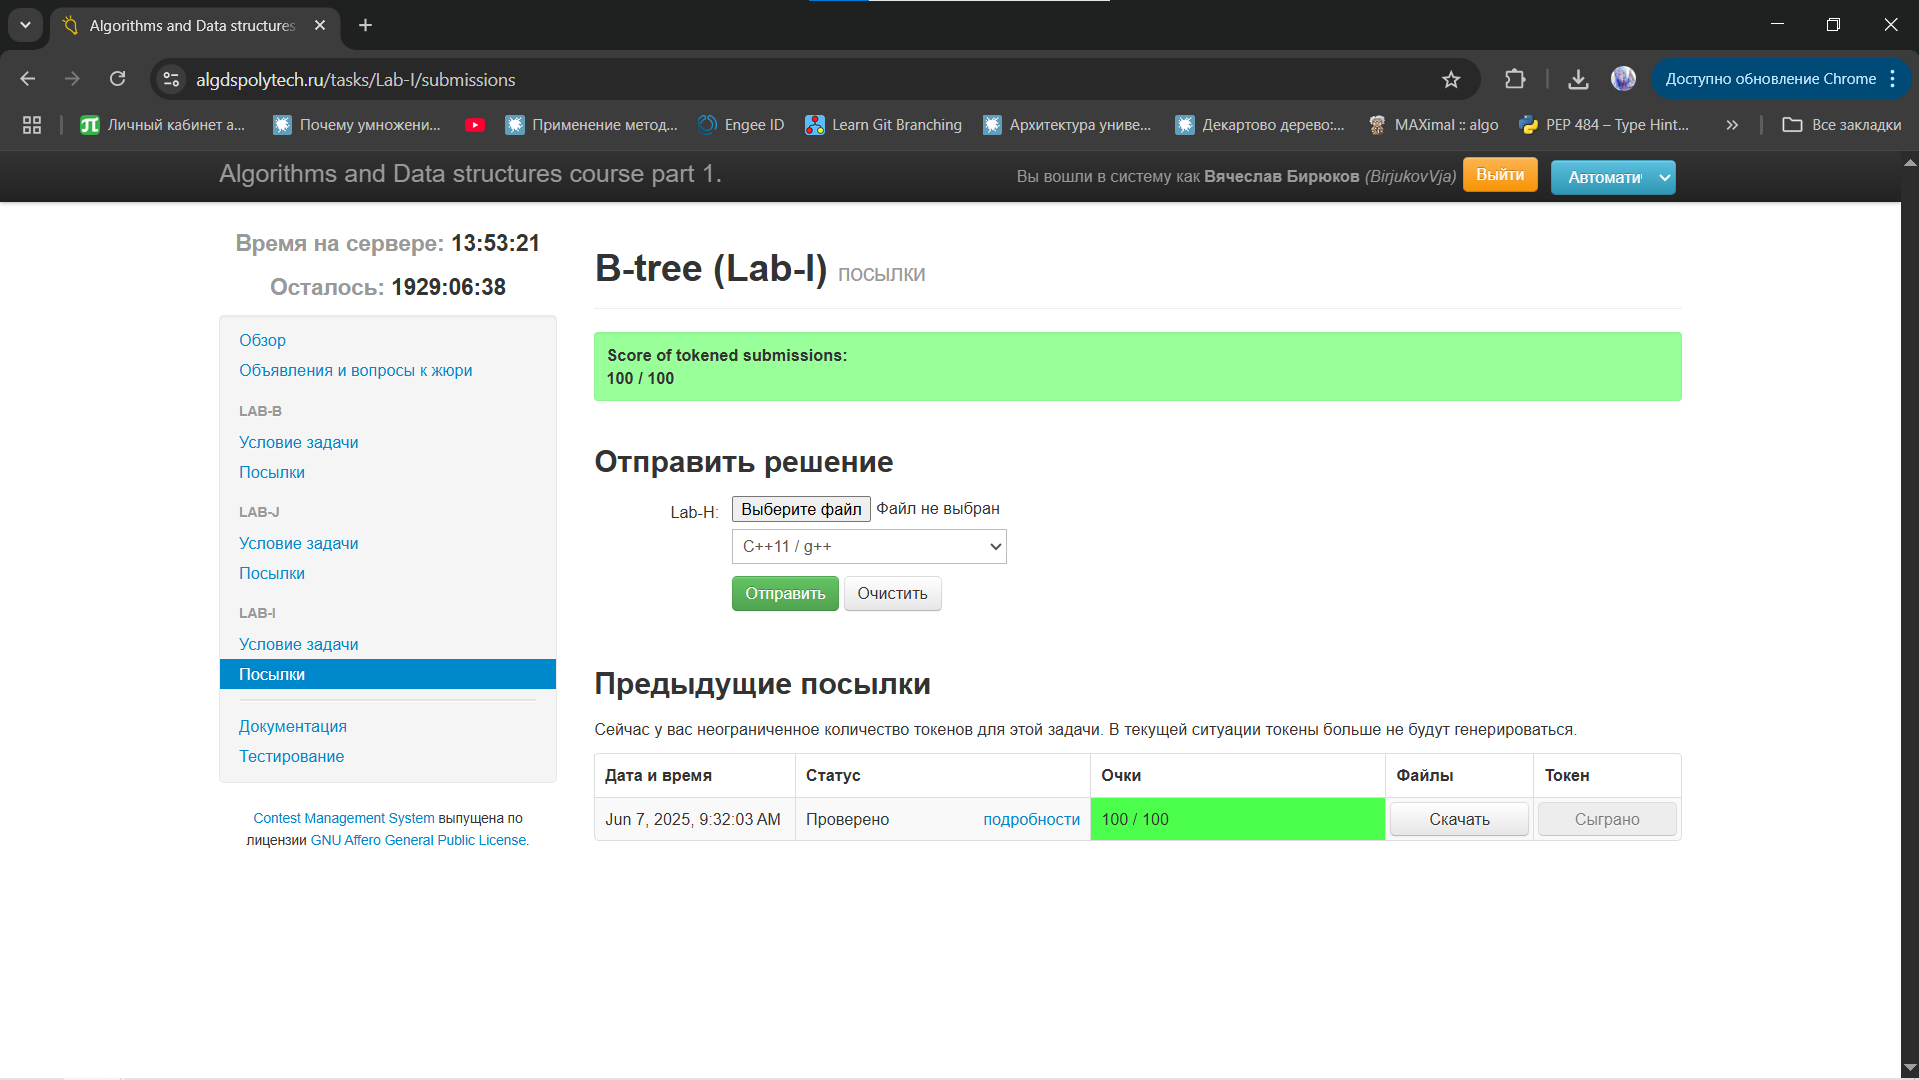 Algorithms and Data structures
algdspolytech.ru/tasks/Lab-I/submissions
Доступно обновление Chrome
Личный кабинет а...
Почему умножени...
Применение метод...
Engee ID
Learn Git Branching
Архитектура униве...
Декартово дерево:...
MAXimal :: algo
PEP 484 – Type Hint...
»
Все закладки
Algorithms and Data structures course part 1.
Вы вошли в систему как Вячеслав Бирюков (BirjukovVja)
Выйти
Автомати
Время на сервере: 13:53:21
Осталось: 1929:06:38
Обзор
Объявления и вопросы к жюри
LAB-B
Условие задачи
Посылки
LAB-J
Условие задачи
Посылки
LAB-I
Условие задачи
Посылки
Документация
Тестирование
Contest Management System выпущена по
лицензии GNU Affero General Public License.
B-tree (Lab-I) посылки
Score of tokened submissions:
100 / 100
Отправить решение
Lab-H: Выберите файл Файл не выбран
C++11 / g++
Отправить Очистить
Предыдущие посылки
Сейчас у вас неограниченное количество токенов для этой задачи. В текущей ситуации токены больше не будут генерироваться.
Дата и время Статус Очки Файлы Токен
Jun 7, 2025, 9:32:03 AM Проверено подробности 100 / 100 Скачать Сыграно